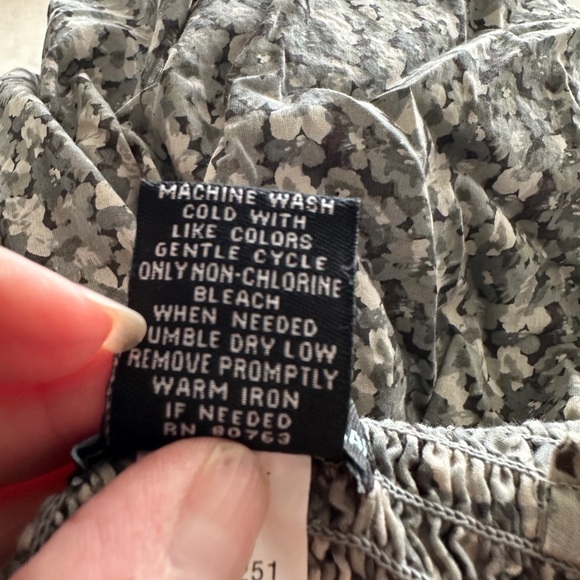 MACHINE WASH
COLD WITH
LIKE COLORS
GENTLE CYCLE
ONLY NON-CHLORINE
BLEACH
WHEN NEEDED
UMBLE DRY LOW
REMOVE PROMPTLY
WARM IRON
IF NEEDED
RN 80763
251